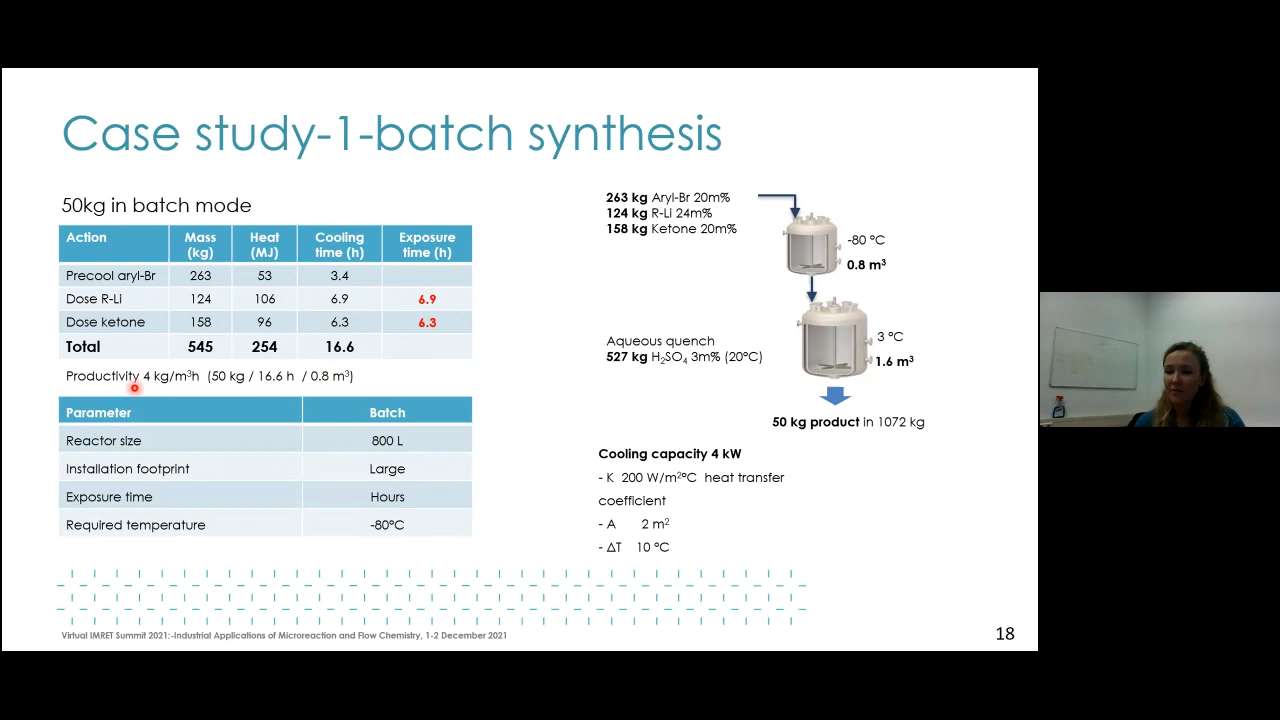 Case study-1-batch synthesis
50kg in batch mode
Action Mass (kg) Heat (MJ) Cooling time (h) Exposure time (h)
Precool aryl-Br 263 53 3.4
Dose R-Li 124 106 6.9 6.9
Dose ketone 158 96 6.3 6.3
Total 545 254 16.6
Productivity 4 kg/m³h (50 kg / 16.6 h / 0.8 m³)
Parameter Batch
Reactor size 800 L
Installation footprint Large
Exposure time Hours
Required temperature -80°C
263 kg Aryl-Br 20m%
124 kg R-Li 24m%
158 kg Ketone 20m%
-80 °C
0.8 m³
Aqueous quench
527 kg H₂SO₄ 3m% (20°C)
3 °C
1.6 m³
50 kg product in 1072 kg
Cooling capacity 4 kW
- K 200 W/m²°C heat transfer
coefficient
- A 2 m²
- ΔT 10 °C
Virtual IMRET Summit 2021:-Industrial Applications of Microreaction and Flow Chemistry, 1-2 December 2021
18